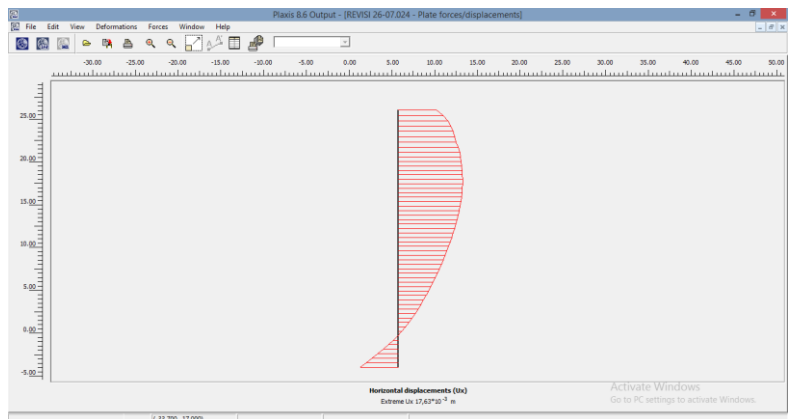 Plaxis 8.6 Output - [REVISI 26-07.024 - Plate forces/displacements]
File Edit View Deformations Forces Window Help
-30.00 -25.00 -20.00 -15.00 -10.00 -5.00 0.00 5.00 10.00 15.00 20.00 25.00 30.00 35.00 40.00 45.00 50.00
25.00
20.00
15.00
10.00
5.00
0.00
-5.00
Horizontal displacements (Ux)
Extreme Ux 17,63*10-3 m
Activate Windows
Go to PC settings to activate Windows.